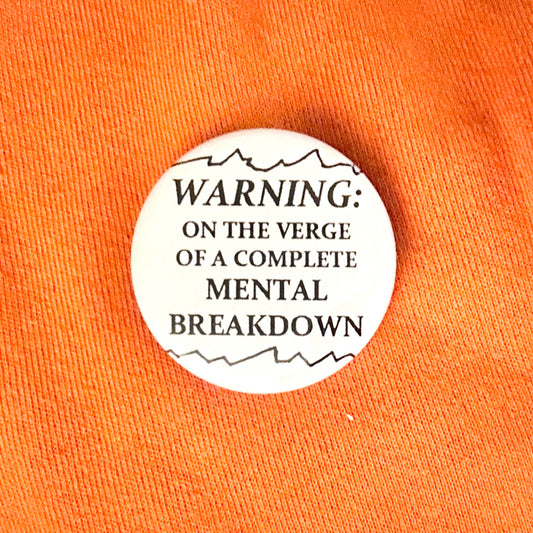 WARNING:
ON THE VERGE
OF A COMPLETE
MENTAL
BREAKDOWN